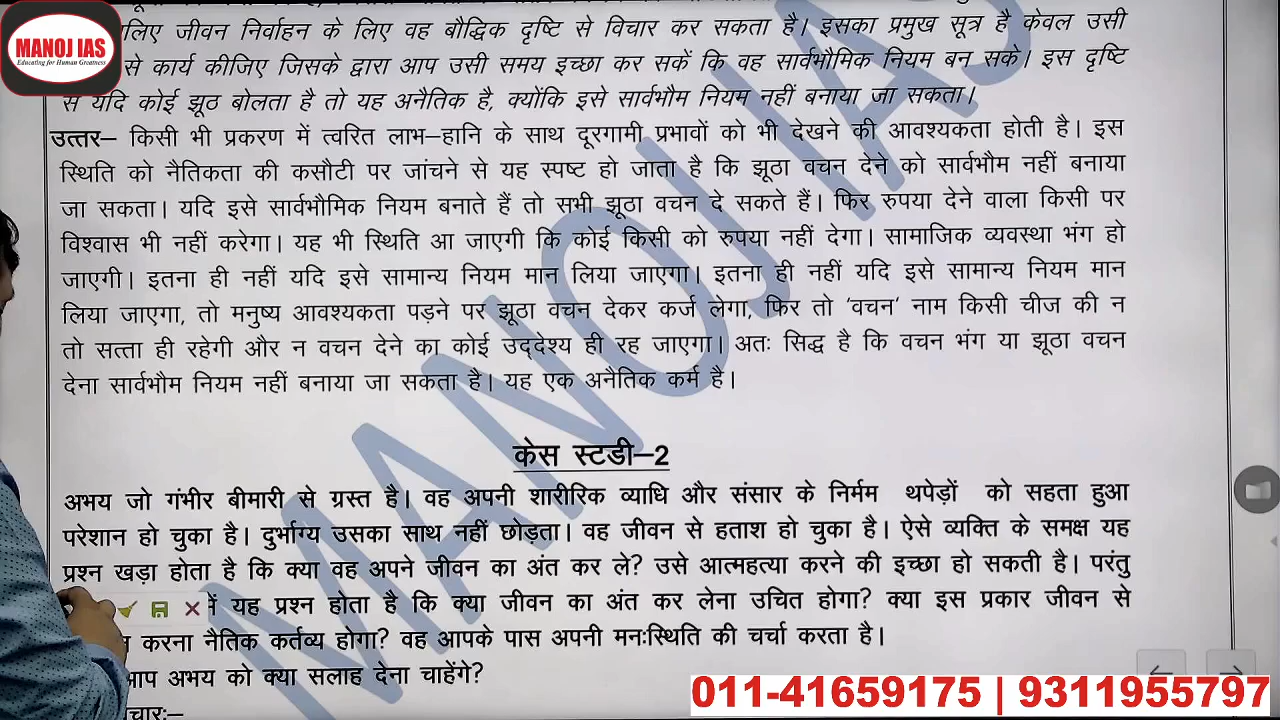 MANOJ IAS
Educating for Human Greatness
लिए जीवन निर्वाहन के लिए वह बौद्धिक दृष्टि से विचार कर सकता है। इसका प्रमुख सूत्र है केवल उसी
से कार्य कीजिए जिसके द्वारा आप उसी समय इच्छा कर सकें कि वह सार्वभौमिक नियम बन सके। इस दृष्टि
से यदि कोई झूठ बोलता है तो यह अनैतिक है, क्योंकि इसे सार्वभौम नियम नहीं बनाया जा सकता।
उत्तर– किसी भी प्रकरण में त्वरित लाभ–हानि के साथ दूरगामी प्रभावों को भी देखने की आवश्यकता होती है। इस
स्थिति को नैतिकता की कसौटी पर जांचने से यह स्पष्ट हो जाता है कि झूठा वचन देने को सार्वभौम नहीं बनाया
जा सकता। यदि इसे सार्वभौमिक नियम बनाते हैं तो सभी झूठा वचन दे सकते हैं। फिर रुपया देने वाला किसी पर
विश्वास भी नहीं करेगा। यह भी स्थिति आ जाएगी कि कोई किसी को रुपया नहीं देगा। सामाजिक व्यवस्था भंग हो
जाएगी। इतना ही नहीं यदि इसे सामान्य नियम मान लिया जाएगा। इतना ही नहीं यदि इसे सामान्य नियम मान
लिया जाएगा, तो मनुष्य आवश्यकता पड़ने पर झूठा वचन देकर कर्ज लेगा, फिर तो 'वचन' नाम किसी चीज की न
तो सत्ता ही रहेगी और न वचन देने का कोई उद्देश्य ही रह जाएगा। अतः सिद्ध है कि वचन भंग या झूठा वचन
देना सार्वभौम नियम नहीं बनाया जा सकता है। यह एक अनैतिक कर्म है।
MANOJ IAS
केस स्टडी–2
अभय जो गंभीर बीमारी से ग्रस्त है। वह अपनी शारीरिक व्याधि और संसार के निर्मम थपेड़ों को सहता हुआ
परेशान हो चुका है। दुर्भाग्य उसका साथ नहीं छोड़ता। वह जीवन से हताश हो चुका है। ऐसे व्यक्ति के समक्ष यह
प्रश्न खड़ा होता है कि क्या वह अपने जीवन का अंत कर ले? उसे आत्महत्या करने की इच्छा हो सकती है। परंतु
यह प्रश्न होता है कि क्या जीवन का अंत कर लेना उचित होगा? क्या इस प्रकार जीवन से
करना नैतिक कर्तव्य होगा? वह आपके पास अपनी मनःस्थिति की चर्चा करता है।
आप अभय को क्या सलाह देना चाहेंगे?
011-41659175 | 9311955797